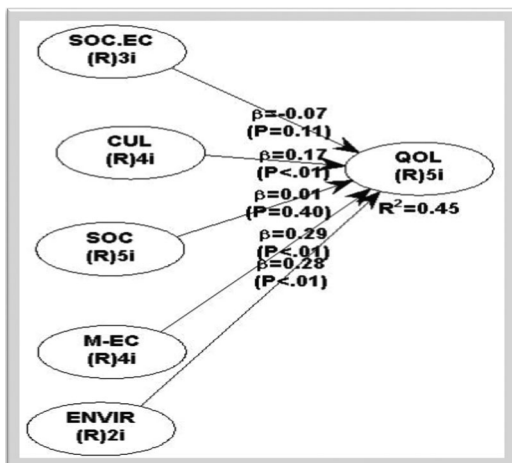 SOC.EC
(R)3i
β=-0.07
(P=0.11)
CUL
(R)4i
β=0.17
(P<.01)
QOL
(R)5i
R²=0.45
β=0.01
(P=0.40)
SOC
(R)5i
β=0.29
(P<.01)
β=0.28
(P<.01)
M-EC
(R)4i
ENVIR
(R)2i